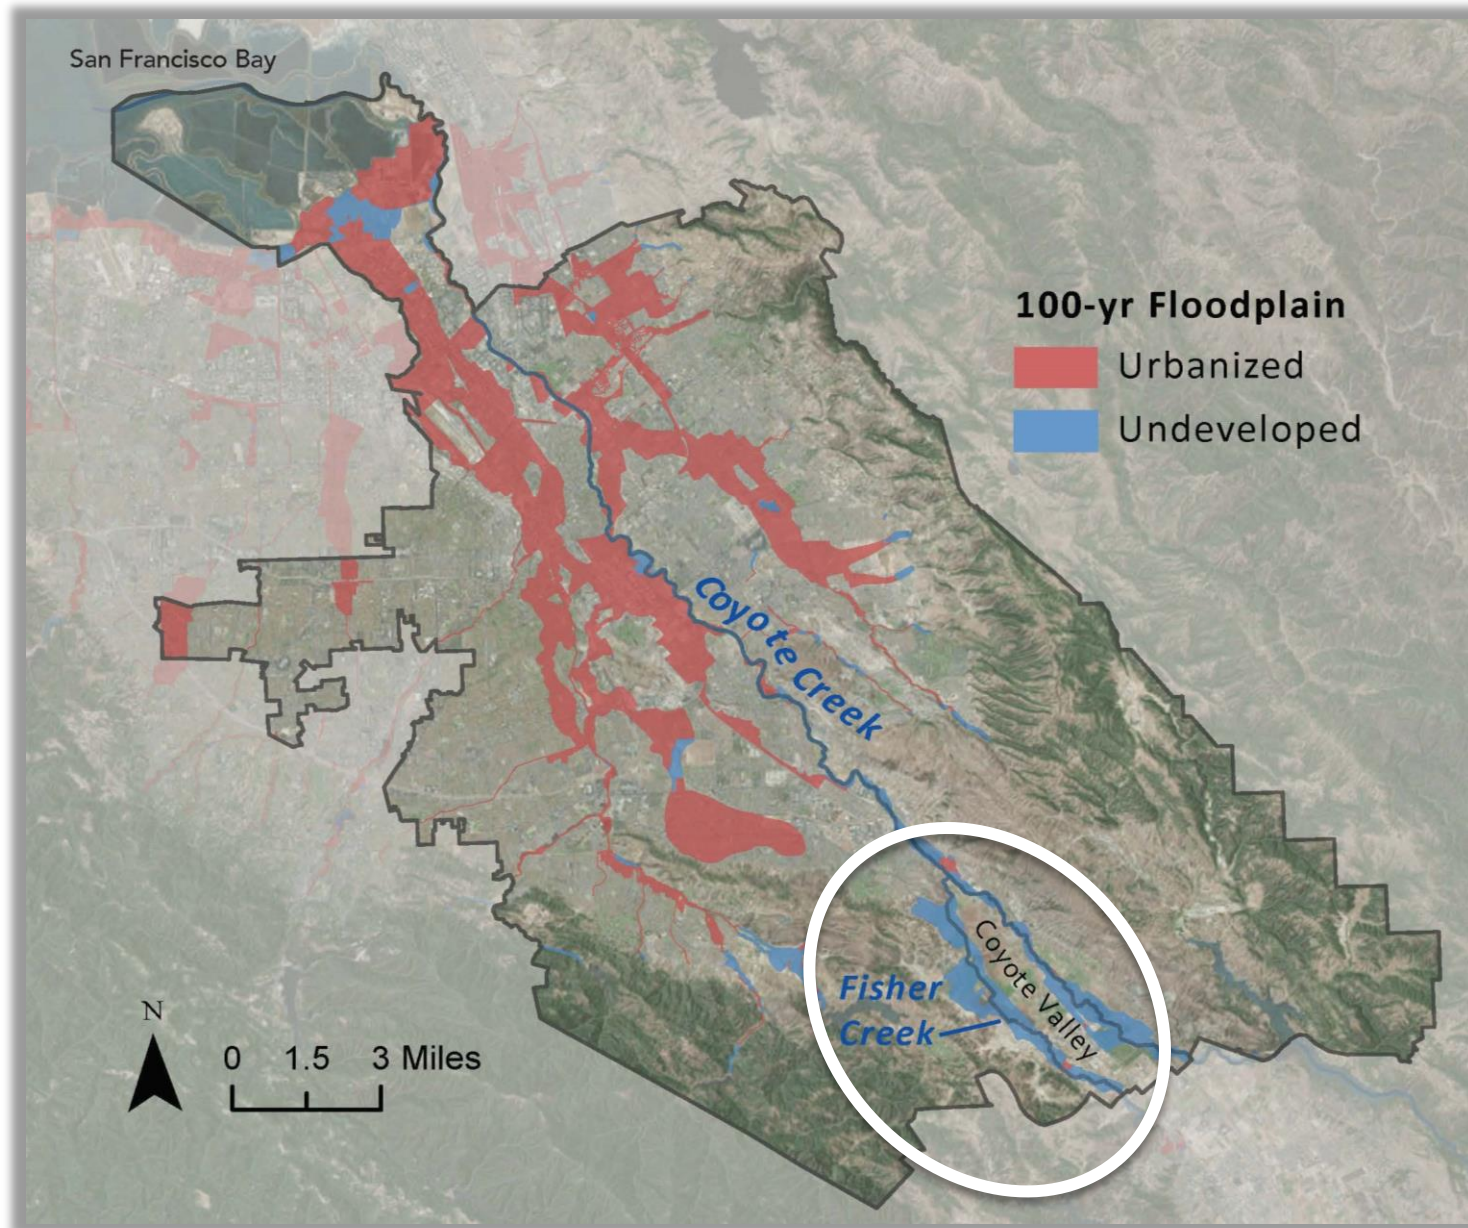 San Francisco Bay
100-yr Floodplain
Urbanized
Undeveloped
Coyote Creek
Coyote Valley
Fisher
Creek
N
0 1.5 3 Miles